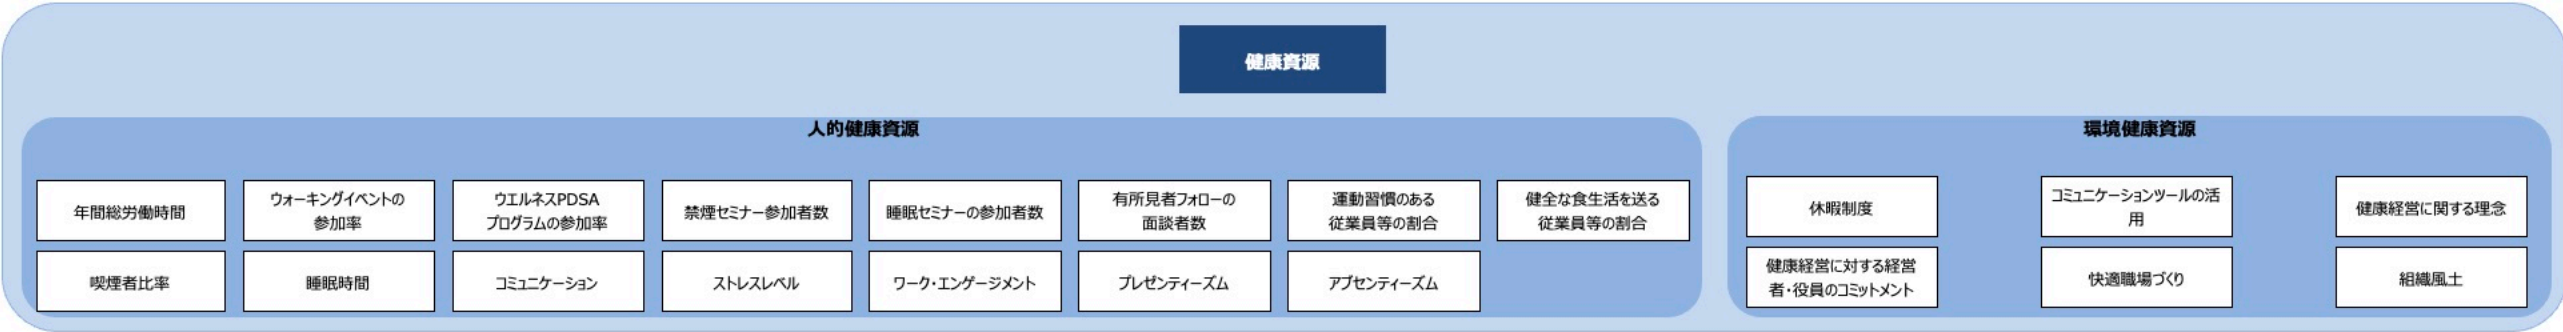 健康資源
人的健康資源
年間総労働時間
ウォーキングイベントの
参加率
ウエルネスPDSA
プログラムの参加率
禁煙セミナー参加者数
睡眠セミナーの参加者数
有所見者フォローの
面談者数
運動習慣のある
従業員等の割合
健全な食生活を送る
従業員等の割合
喫煙者比率
睡眠時間
コミュニケーション
ストレスレベル
ワーク・エンゲージメント
プレゼンティーズム
アブセンティーズム
環境健康資源
休暇制度
コミュニケーションツールの活
用
健康経営に関する理念
健康経営に対する経営
者・役員のコミットメント
快適職場づくり
組織風土